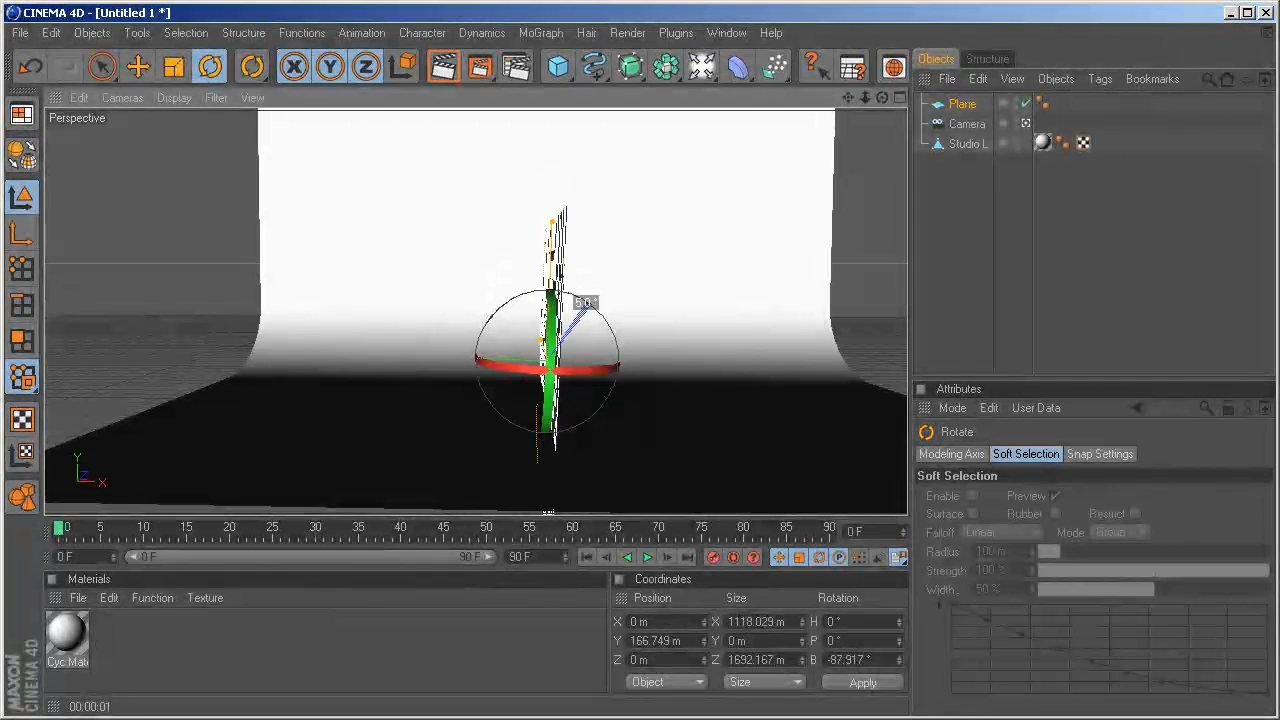 CINEMA 4D - [Untitled 1 *]
File Edit Objects Tools Selection Structure Functions Animation Character Dynamics MoGraph Hair Render Plugins Window Help
X Y Z
Objects Structure
File Edit View Objects Tags Bookmarks
Edit Cameras Display Filter View
Perspective
Plane
Camera
Studio L
5.0 °
Y
Z
X
Attributes
Mode Edit User Data
Rotate
Modeling Axis Soft Selection Snap Settings
Soft Selection
Enable Preview
Surface Rubber Restrict
Falloff Linear Mode Group
Radius 100 m
Strength 100 %
Width . 50 %
0 5 10 15 20 25 30 35 40 45 50 55 60 65 70 75 80 85 90 0 F
0 F 0 F 90 F 90 F
Materials
File Edit Function Texture
Cyc Mate
Coordinates
Position Size Rotation
X 0 m X 1118.029 m H 0 °
Y 166.749 m Y 0 m P 0 °
Z 0 m Z 1692.167 m B -87.917 °
Object Size Apply
MAXON
CINEMA 4D
00:00:01